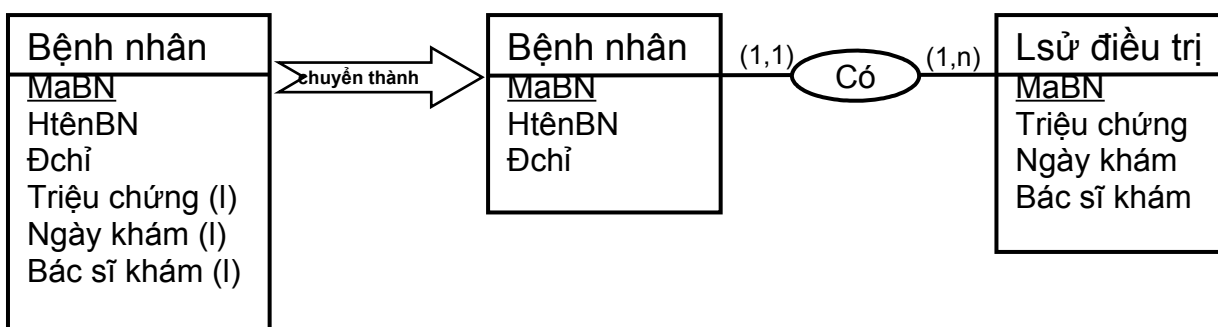 Bệnh nhân
MaBN
HtênBN
Đchỉ
Triệu chứng (l)
Ngày khám (l)
Bác sĩ khám (l)
chuyển thành
Bệnh nhân
MaBN
HtênBN
Đchỉ
(1,1)
Có
(1,n)
Lsử điều trị
MaBN
Triệu chứng
Ngày khám
Bác sĩ khám